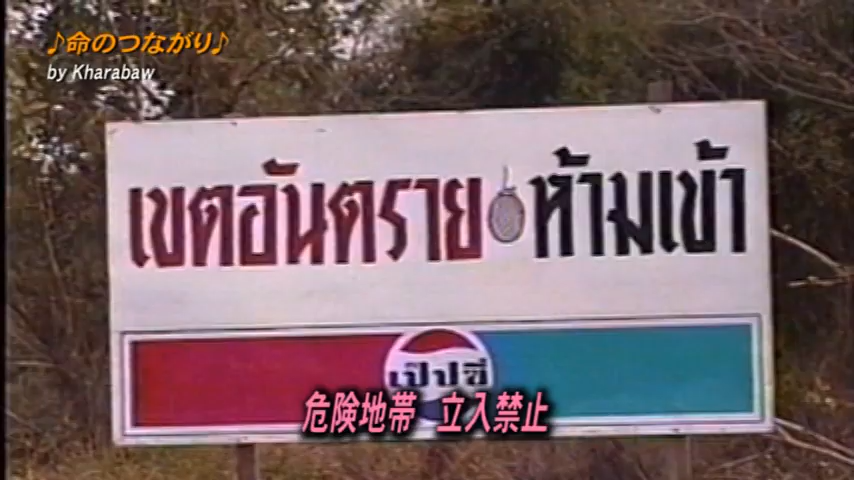 ♪命のつながり♪
by Kharabaw
เขตอันตราย ห้ามเข้า
เป๊ปซี่
危険地帯 立入禁止